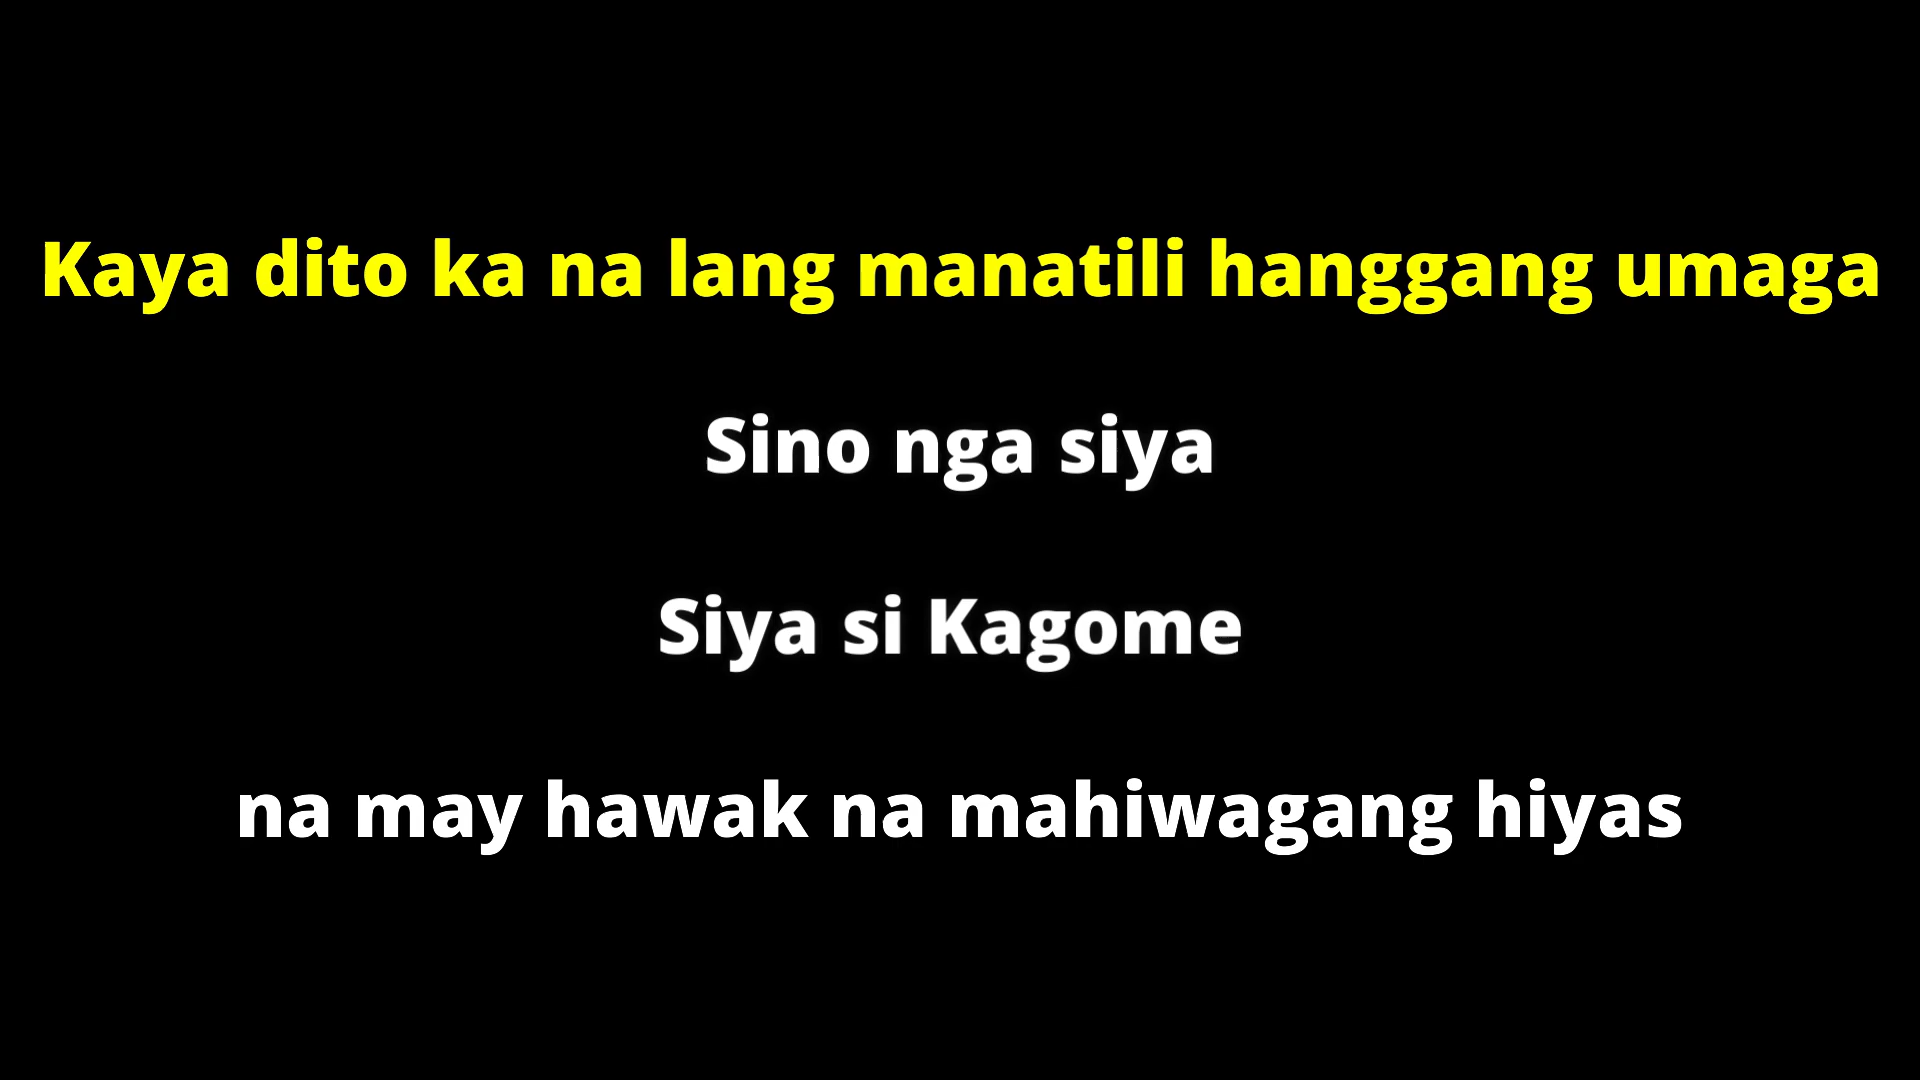 Kaya dito ka na lang manatili hanggang umaga
Sino nga siya
Siya si Kagome
na may hawak na mahiwagang hiyas